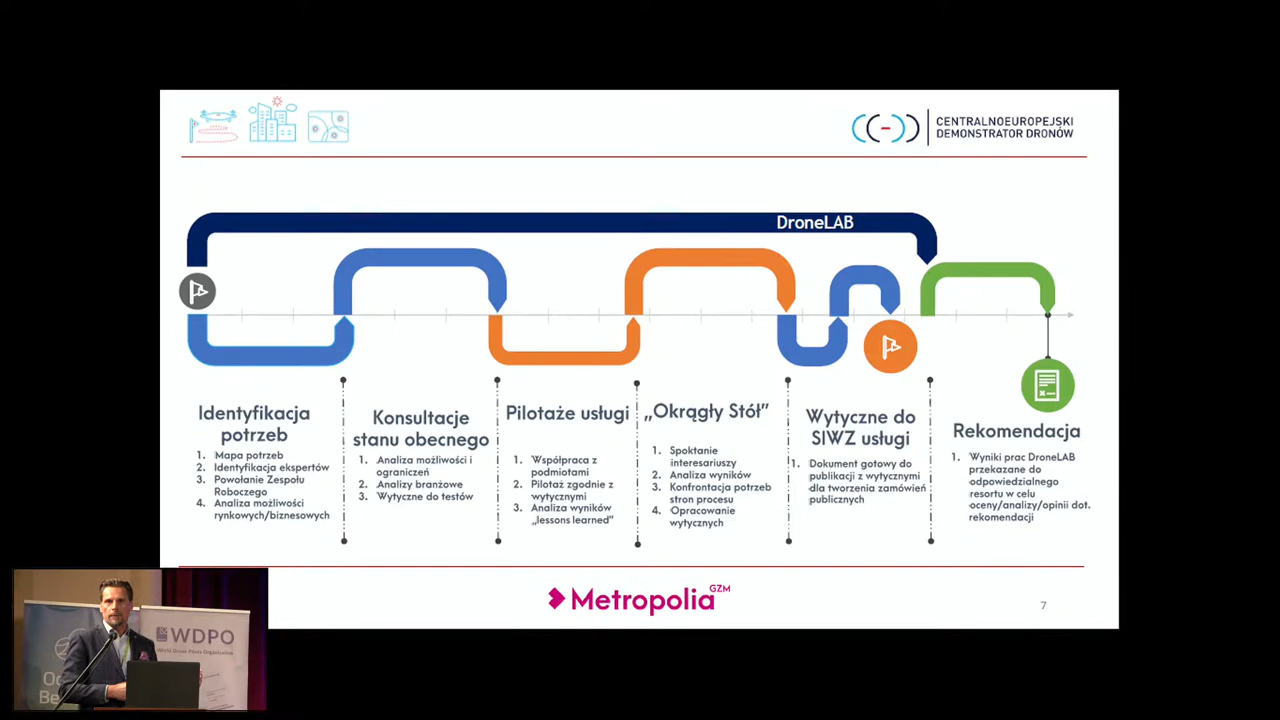 CENTRALNOEUROPEJSKI
DEMONSTRATOR DRONÓW
DroneLAB
Identyfikacja
potrzeb
1. Mapa potrzeb
2. Identyfikacja ekspertów
3. Powołanie Zespołu
Roboczego
4. Analiza możliwości
rynkowych/biznesowych
Konsultacje
stanu obecnego
1. Analiza możliwości i
ograniczeń
2. Analizy branżowe
3. Wytyczne do testów
Pilotaże usługi
1. Współpraca z
podmiotami
2. Pilotaż zgodnie z
wytycznymi
3. Analiza wyników
„lessons learned"
„Okrągły Stół”
1. Spoktanie
interesariuszy
2. Analiza wyników
3. Konfrontacja potrzeb
stron procesu
4. Opracowanie
wytycznych
Wytyczne do
SIWZ usługi
1. Dokument gotowy do
publikacji z wytycznymi
dla tworzenia zamówień
publicznych
Rekomendacja
1. Wyniki prac DroneLAB
przekazane do
odpowiedzialnego
resortu w celu
oceny/analizy/opinii dot.
rekomendacji
Metropolia GZM
7
WDPO
World Drone Pilots Organization